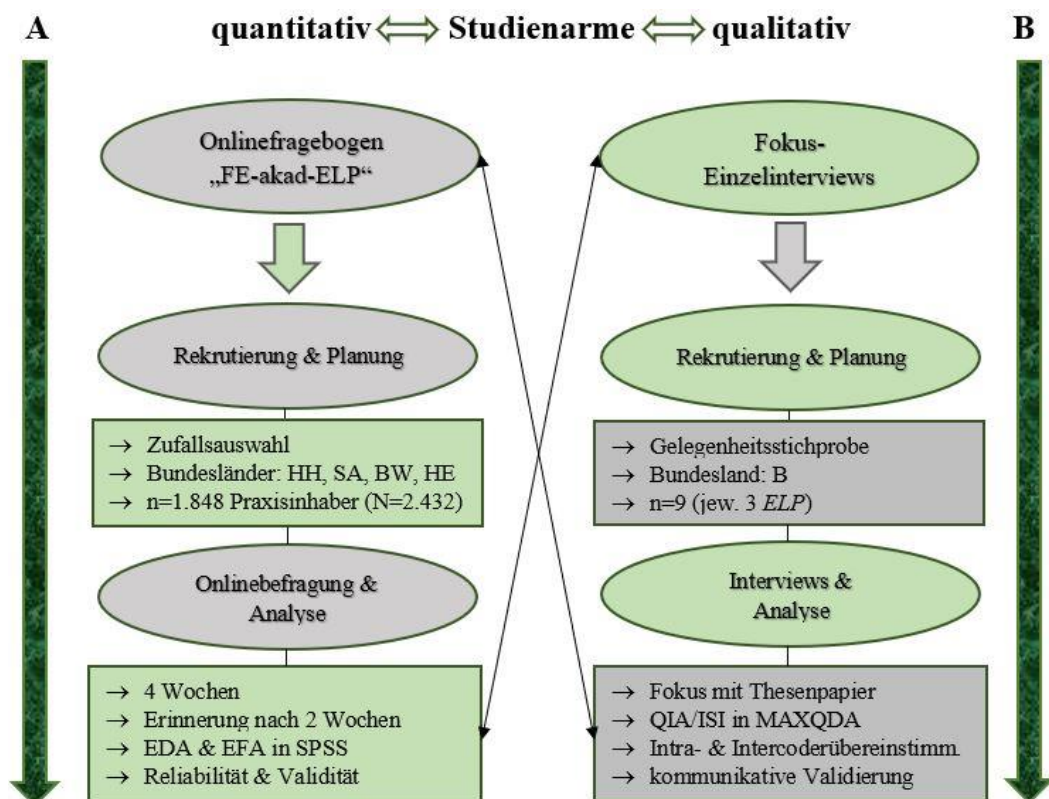 A
quantitativ Studienarme qualitativ
B
Onlinefragebogen
„FE-akad-ELP“
Rekrutierung & Planung
→ Zufallsauswahl
→ Bundesländer: HH, SA, BW, HE
→ n=1.848 Praxisinhaber (N=2.432)
Onlinebefragung &
Analyse
→ 4 Wochen
→ Erinnerung nach 2 Wochen
→ EDA & EFA in SPSS
→ Reliabilität & Validität
Fokus-
Einzelinterviews
Rekrutierung & Planung
→ Gelegenheitsstichprobe
→ Bundesland: B
→ n=9 (jew. 3 ELP)
Interviews &
Analyse
→ Fokus mit Thesenpapier
→ QIA/ISI in MAXQDA
→ Intra- & Intercoderübereinstimm.
→ kommunikative Validierung